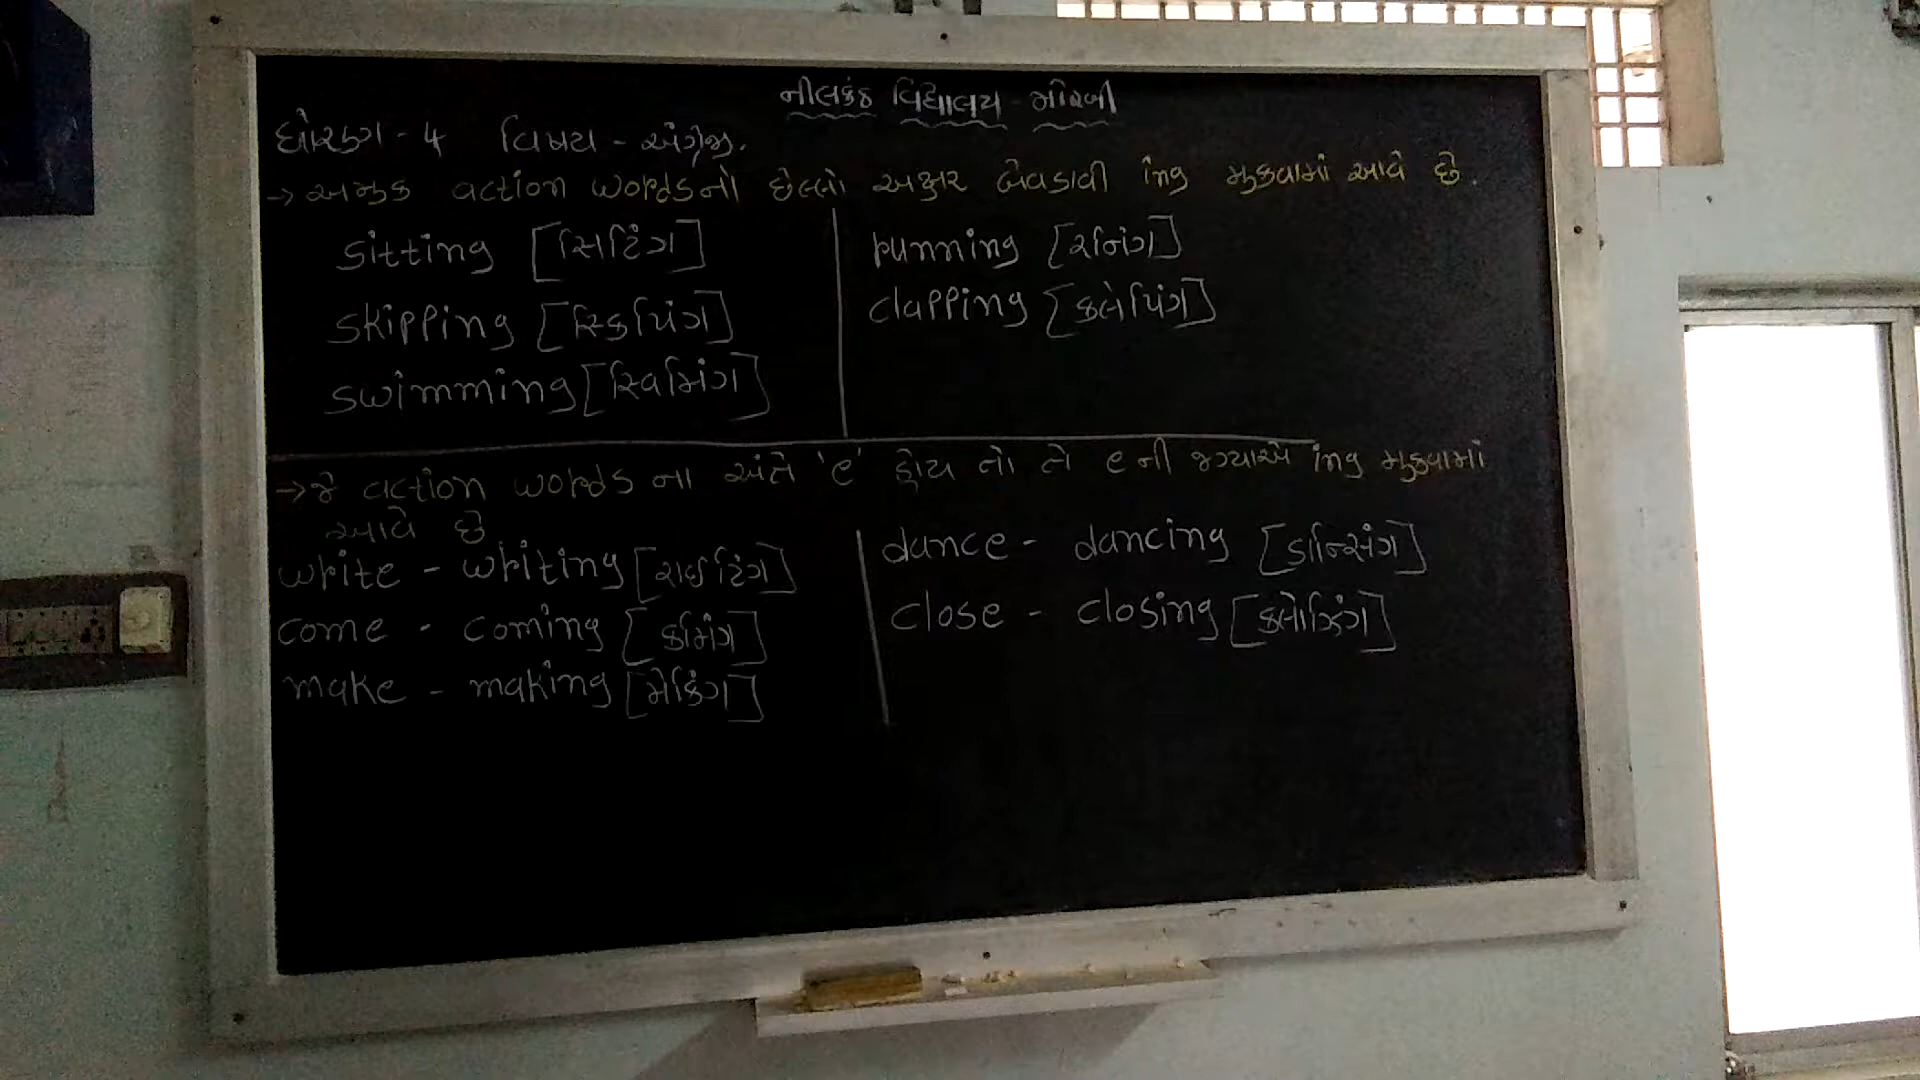 નીલકંઠ વિદ્યાલય - મોરબી
ધોરણ - 4 વિષય - અંગ્રેજી.
→ અમુક action words નો છેલ્લો અક્ષર બેવડાવી ing મુકવામાં આવે છે.
sitting [સિટિંગ]
skipping [સ્કિપિંગ]
swimming [સ્વિમિંગ]
running [રનિંગ]
clapping [ક્લેપિંગ]
→ જે action words ના અંતે 'e' હોય તો તે e ની જગ્યાએ ing મુકવામાં
આવે છે
write - writing [રાઈટિંગ]
come - coming [કમિંગ]
make - making [મેકિંગ]
dance - dancing [ડાન્સિંગ]
close - closing [ક્લોઝિંગ]